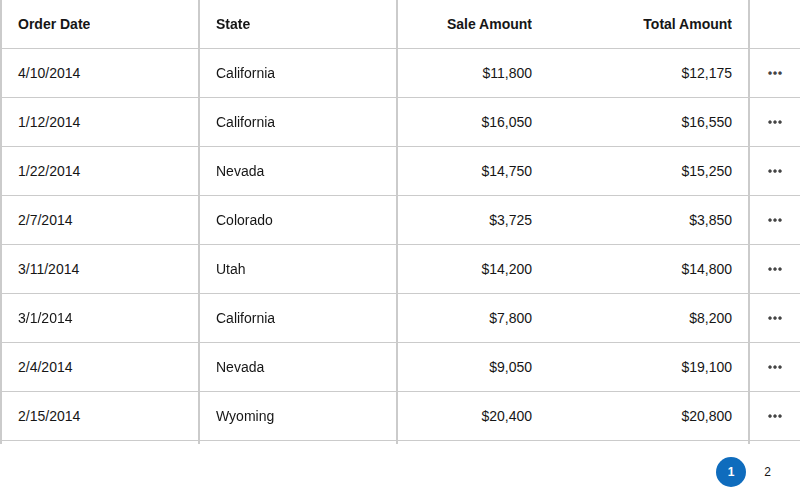 Order Date State Sale Amount Total Amount
4/10/2014 California $11,800 $12,175 •••
1/12/2014 California $16,050 $16,550 •••
1/22/2014 Nevada $14,750 $15,250 •••
2/7/2014 Colorado $3,725 $3,850 •••
3/11/2014 Utah $14,200 $14,800 •••
3/1/2014 California $7,800 $8,200 •••
2/4/2014 Nevada $9,050 $19,100 •••
2/15/2014 Wyoming $20,400 $20,800 •••
1 2